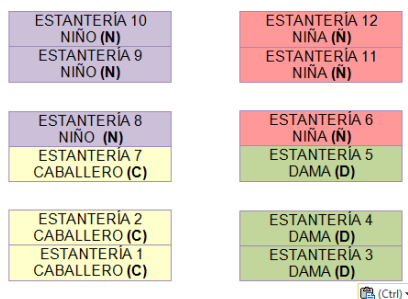 ESTANTERÍA 10
NIÑO (N)
ESTANTERÍA 9
NIÑO (N)
ESTANTERÍA 12
NIÑA (Ñ)
ESTANTERÍA 11
NIÑA (Ñ)
ESTANTERÍA 8
NIÑO (N)
ESTANTERÍA 7
CABALLERO (C)
ESTANTERÍA 6
NIÑA (Ñ)
ESTANTERÍA 5
DAMA (D)
ESTANTERÍA 2
CABALLERO (C)
ESTANTERÍA 1
CABALLERO (C)
ESTANTERÍA 4
DAMA (D)
ESTANTERÍA 3
DAMA (D)
(Ctrl)